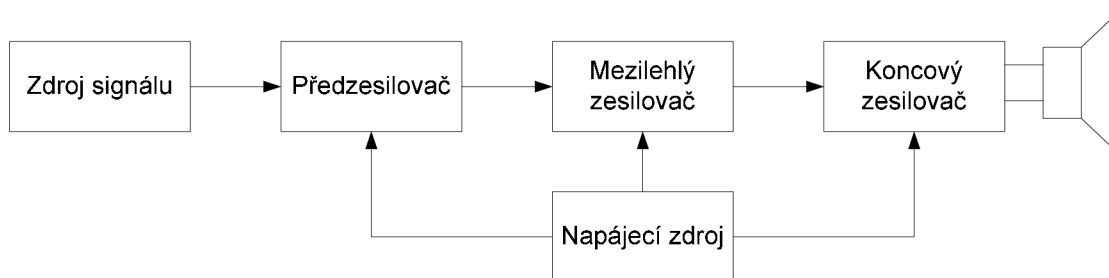 Zdroj signálu
Předzesilovač
Mezilehlý
zesilovač
Koncový
zesilovač
Napájecí zdroj